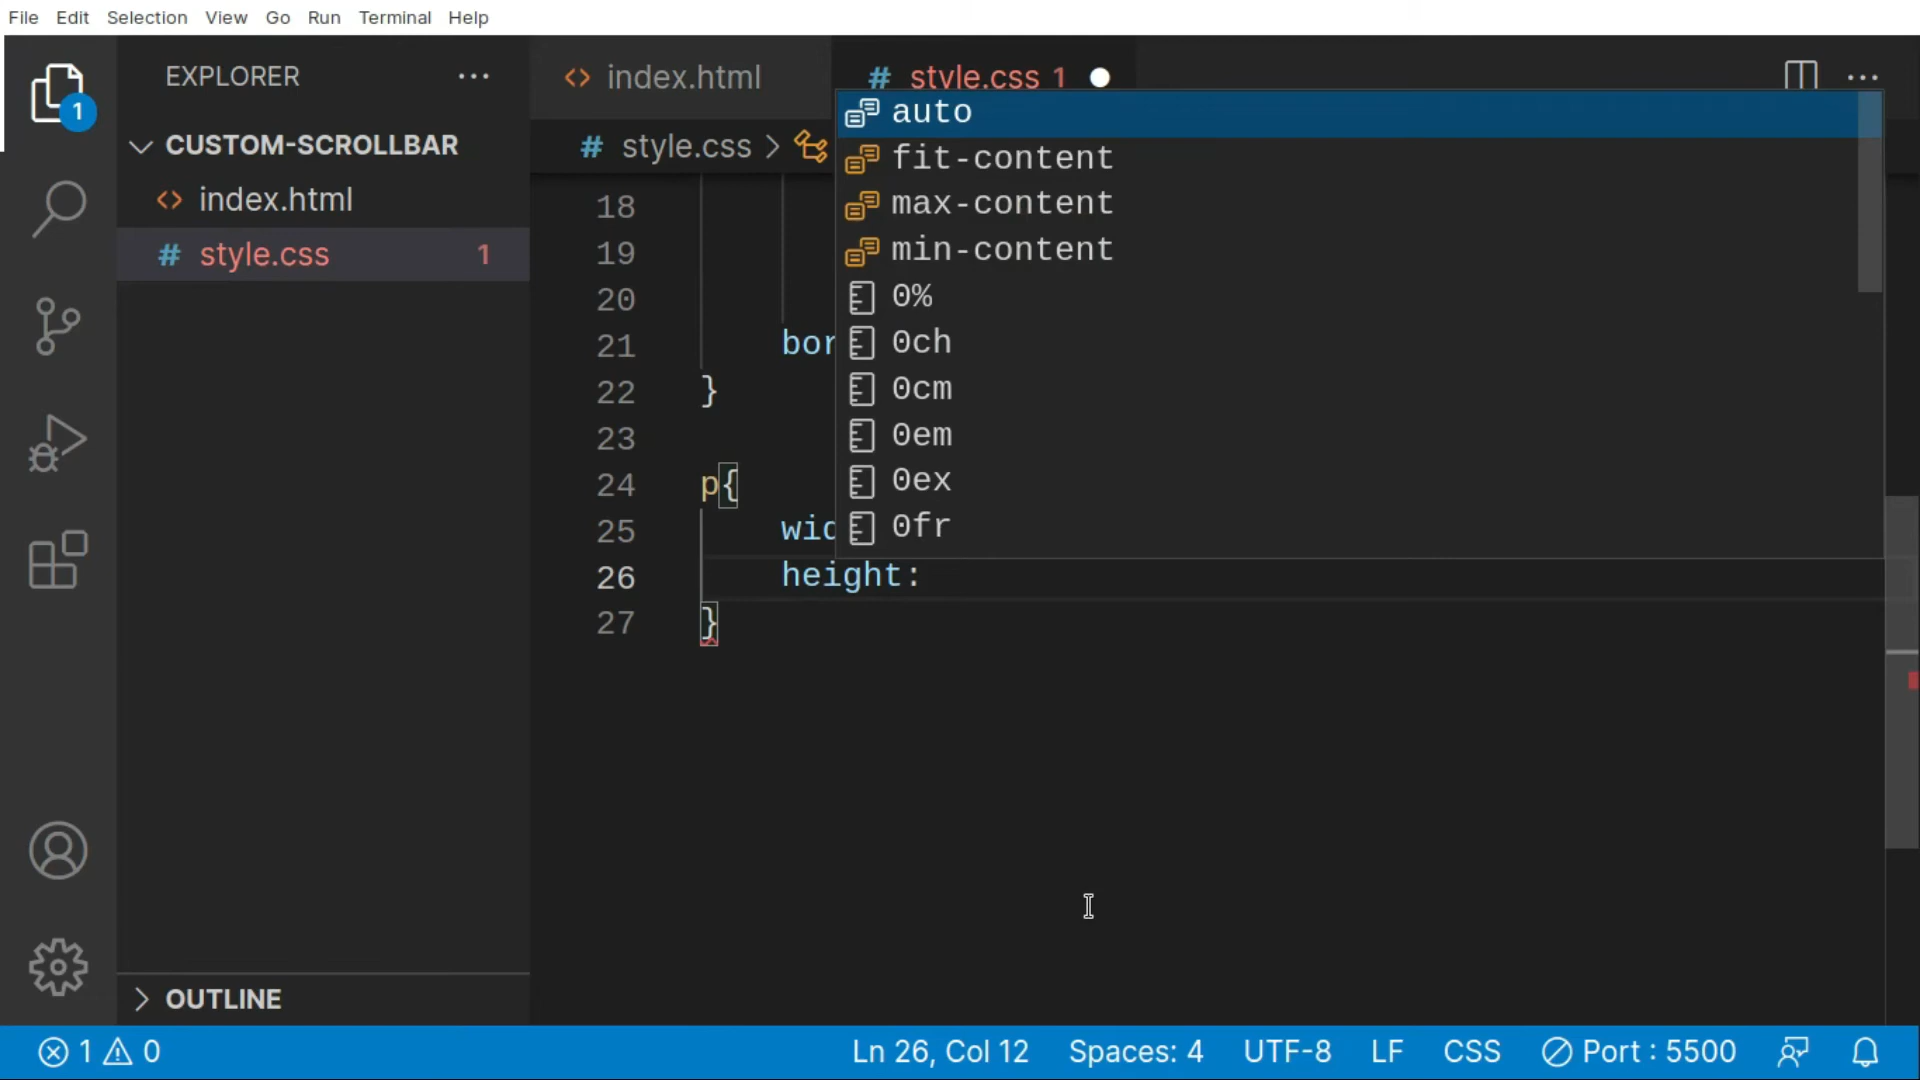 File Edit Selection View Go Run Terminal Help
EXPLORER
CUSTOM-SCROLLBAR
index.html
style.css 1
OUTLINE
index.html
style.css 1
style.css
18
19
20
21 bor
22 }
23
24 p{
25 wid
26 height:
27 }
auto
fit-content
max-content
min-content
0%
0ch
0cm
0em
0ex
0fr
1
1 0 Ln 26, Col 12 Spaces: 4 UTF-8 LF CSS Port : 5500